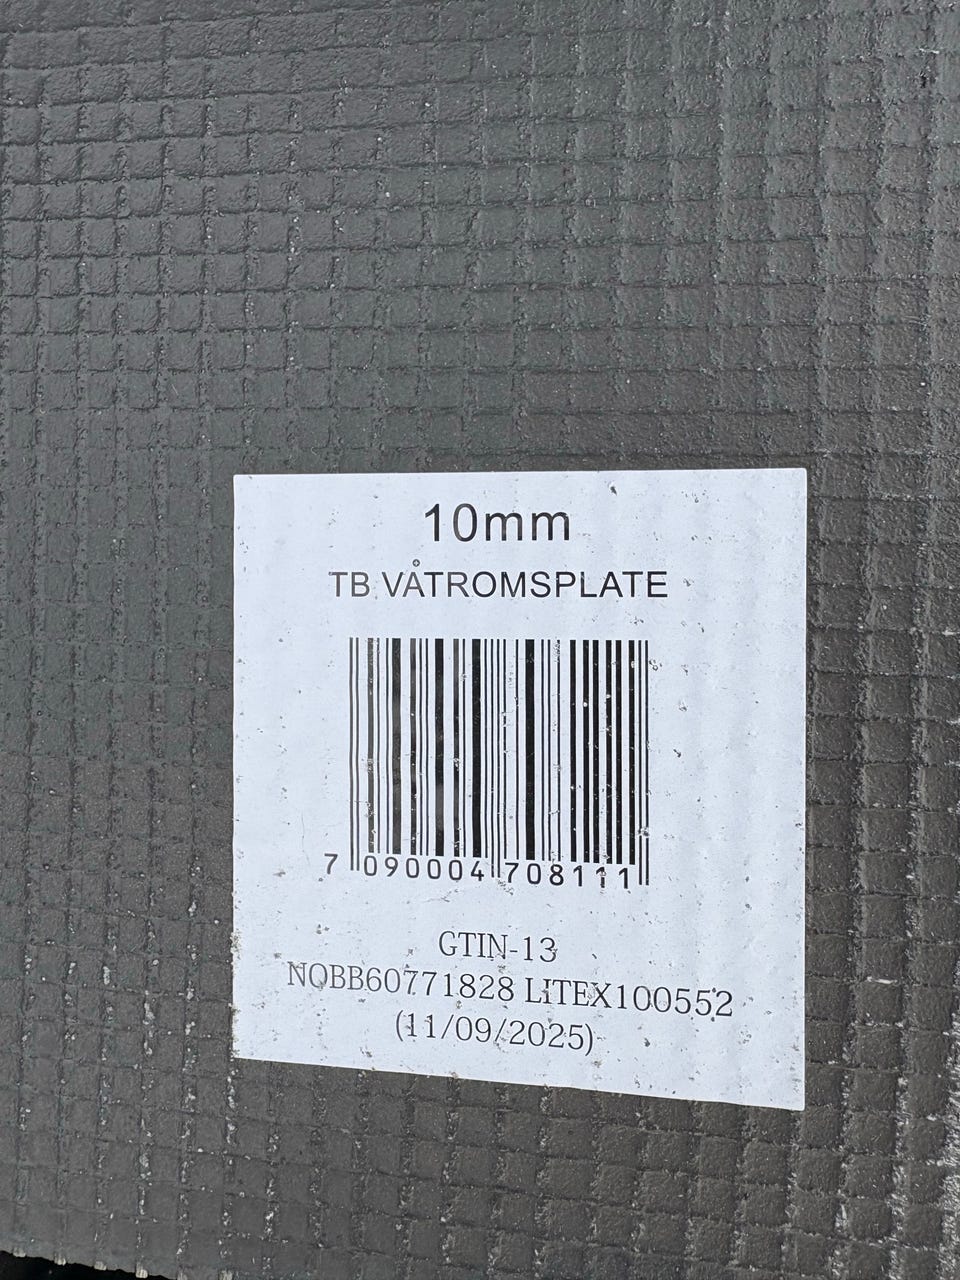 10mm
TB VÅTROMSPLATE
7 090004 708111
GTIN-13
NOBB60771828 LITEX100552
(11/09/2025)